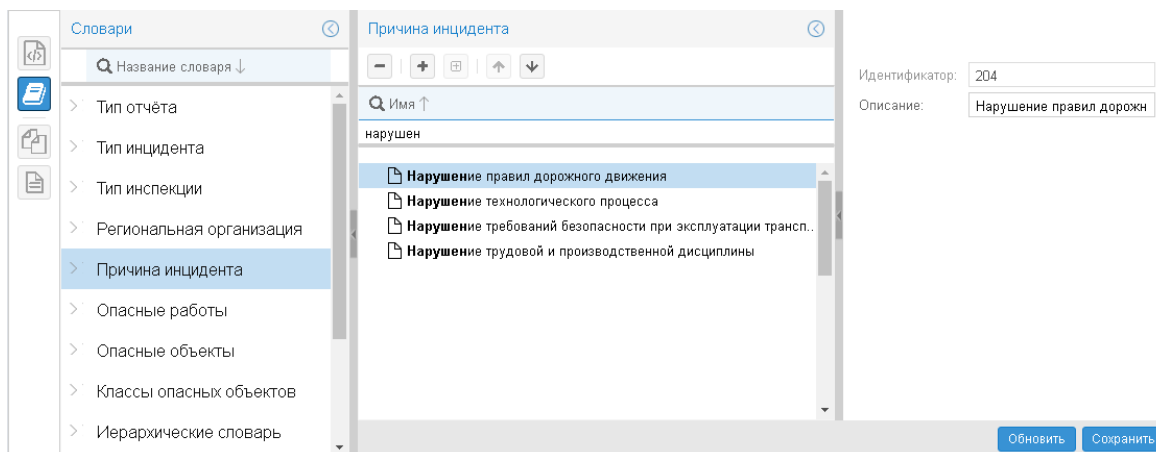 Словари
Название словаря ↓
Тип отчёта
Тип инцидента
Тип инспекции
Региональная организация
Причина инцидента
Опасные работы
Опасные объекты
Классы опасных объектов
Иерархические словарь
Причина инцидента
Имя ↑
нарушен
Нарушение правил дорожного движения
Нарушение технологического процесса
Нарушение требований безопасности при эксплуатации трансп..
Нарушение трудовой и производственной дисциплины
Идентификатор: 204
Описание: Нарушение правил дорожн
Обновить Сохранить